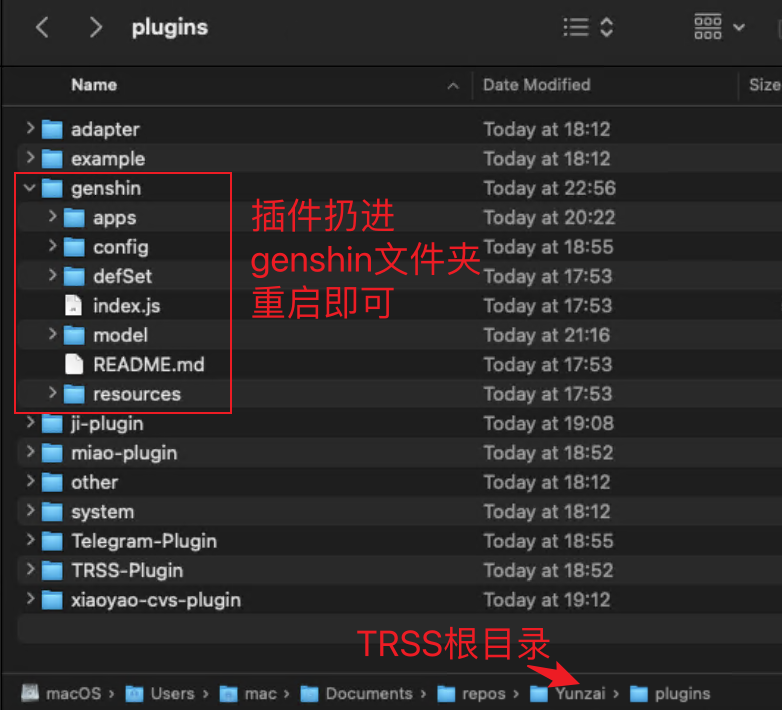 plugins
Name Date Modified Size
adapter Today at 18:12
example Today at 18:12
genshin Today at 22:56
apps Today at 20:22
config Today at 18:55
defSet Today at 17:53
index.js Today at 17:53
model Today at 21:16
README.md Today at 17:53
resources Today at 17:53
插件扔进
genshin文件夹
重启即可
ji-plugin Today at 19:08
miao-plugin Today at 18:52
other Today at 18:12
system Today at 18:12
Telegram-Plugin Today at 18:55
TRSS-Plugin Today at 18:52
xiaoyao-cvs-plugin Today at 19:12
TRSS根目录
macOS › Users › mac › Documents › repos › Yunzai › plugins